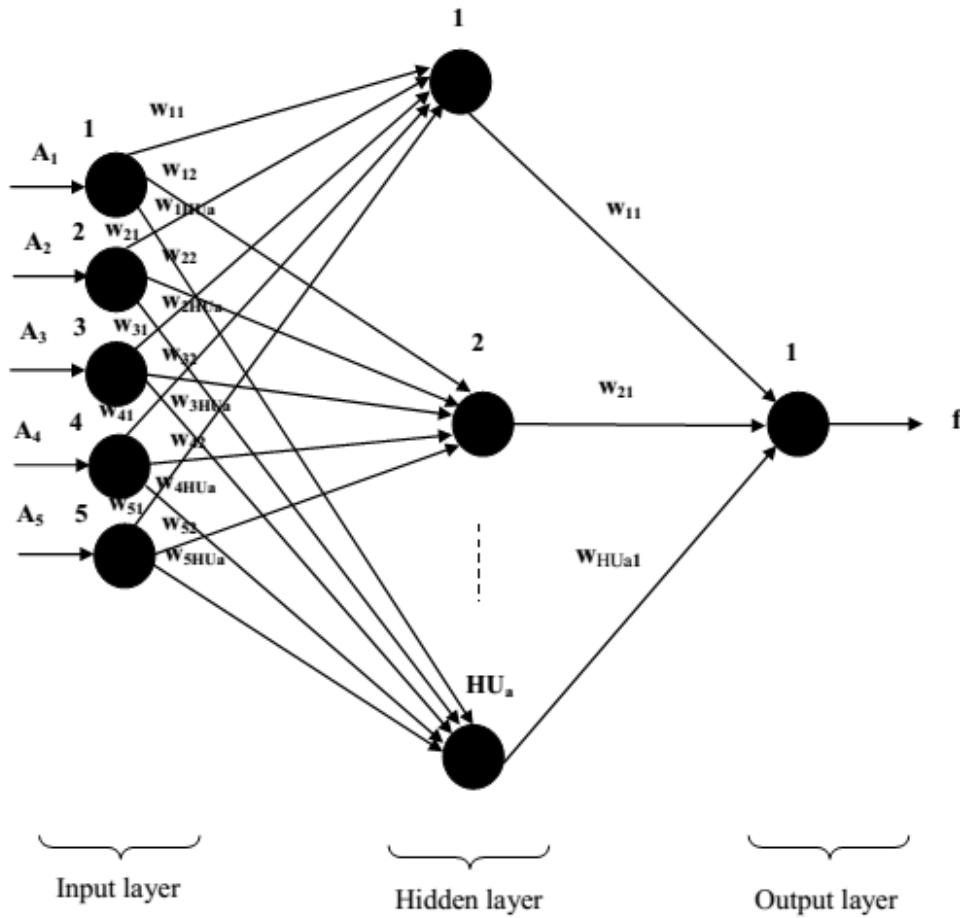 1
w₁₁
1
A₁
w₁₂
w₁HUₐ
w₁₁
w₂₁
2
A₂
w₂₂
w₂HUₐ
w₃₁
3
A₃
w₃₂
2
1
w₂₁
w₃HUₐ
w₄₁
4
A₄
w₄₂
f
w₄HUₐ
w₅₁
5
A₅
w₅₂
w₅HUₐ
w_HUₐ₁
HUₐ
Input layer
Hidden layer
Output layer